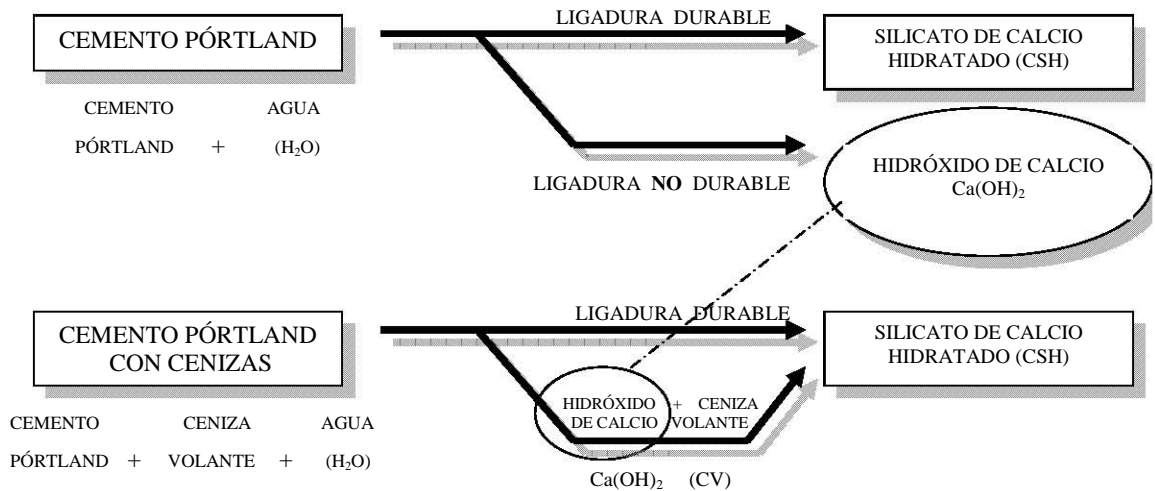 LIGADURA DURABLE
CEMENTO PÓRTLAND
SILICATO DE CALCIO
HIDRATADO (CSH)
CEMENTO AGUA
PÓRTLAND + (H₂O)
HIDRÓXIDO DE CALCIO
Ca(OH)₂
LIGADURA NO DURABLE
LIGADURA DURABLE
CEMENTO PÓRTLAND
CON CENIZAS
SILICATO DE CALCIO
HIDRATADO (CSH)
HIDRÓXIDO + CENIZA
DE CALCIO VOLANTE
CEMENTO CENIZA AGUA
PÓRTLAND + VOLANTE + (H₂O)
Ca(OH)₂ (CV)